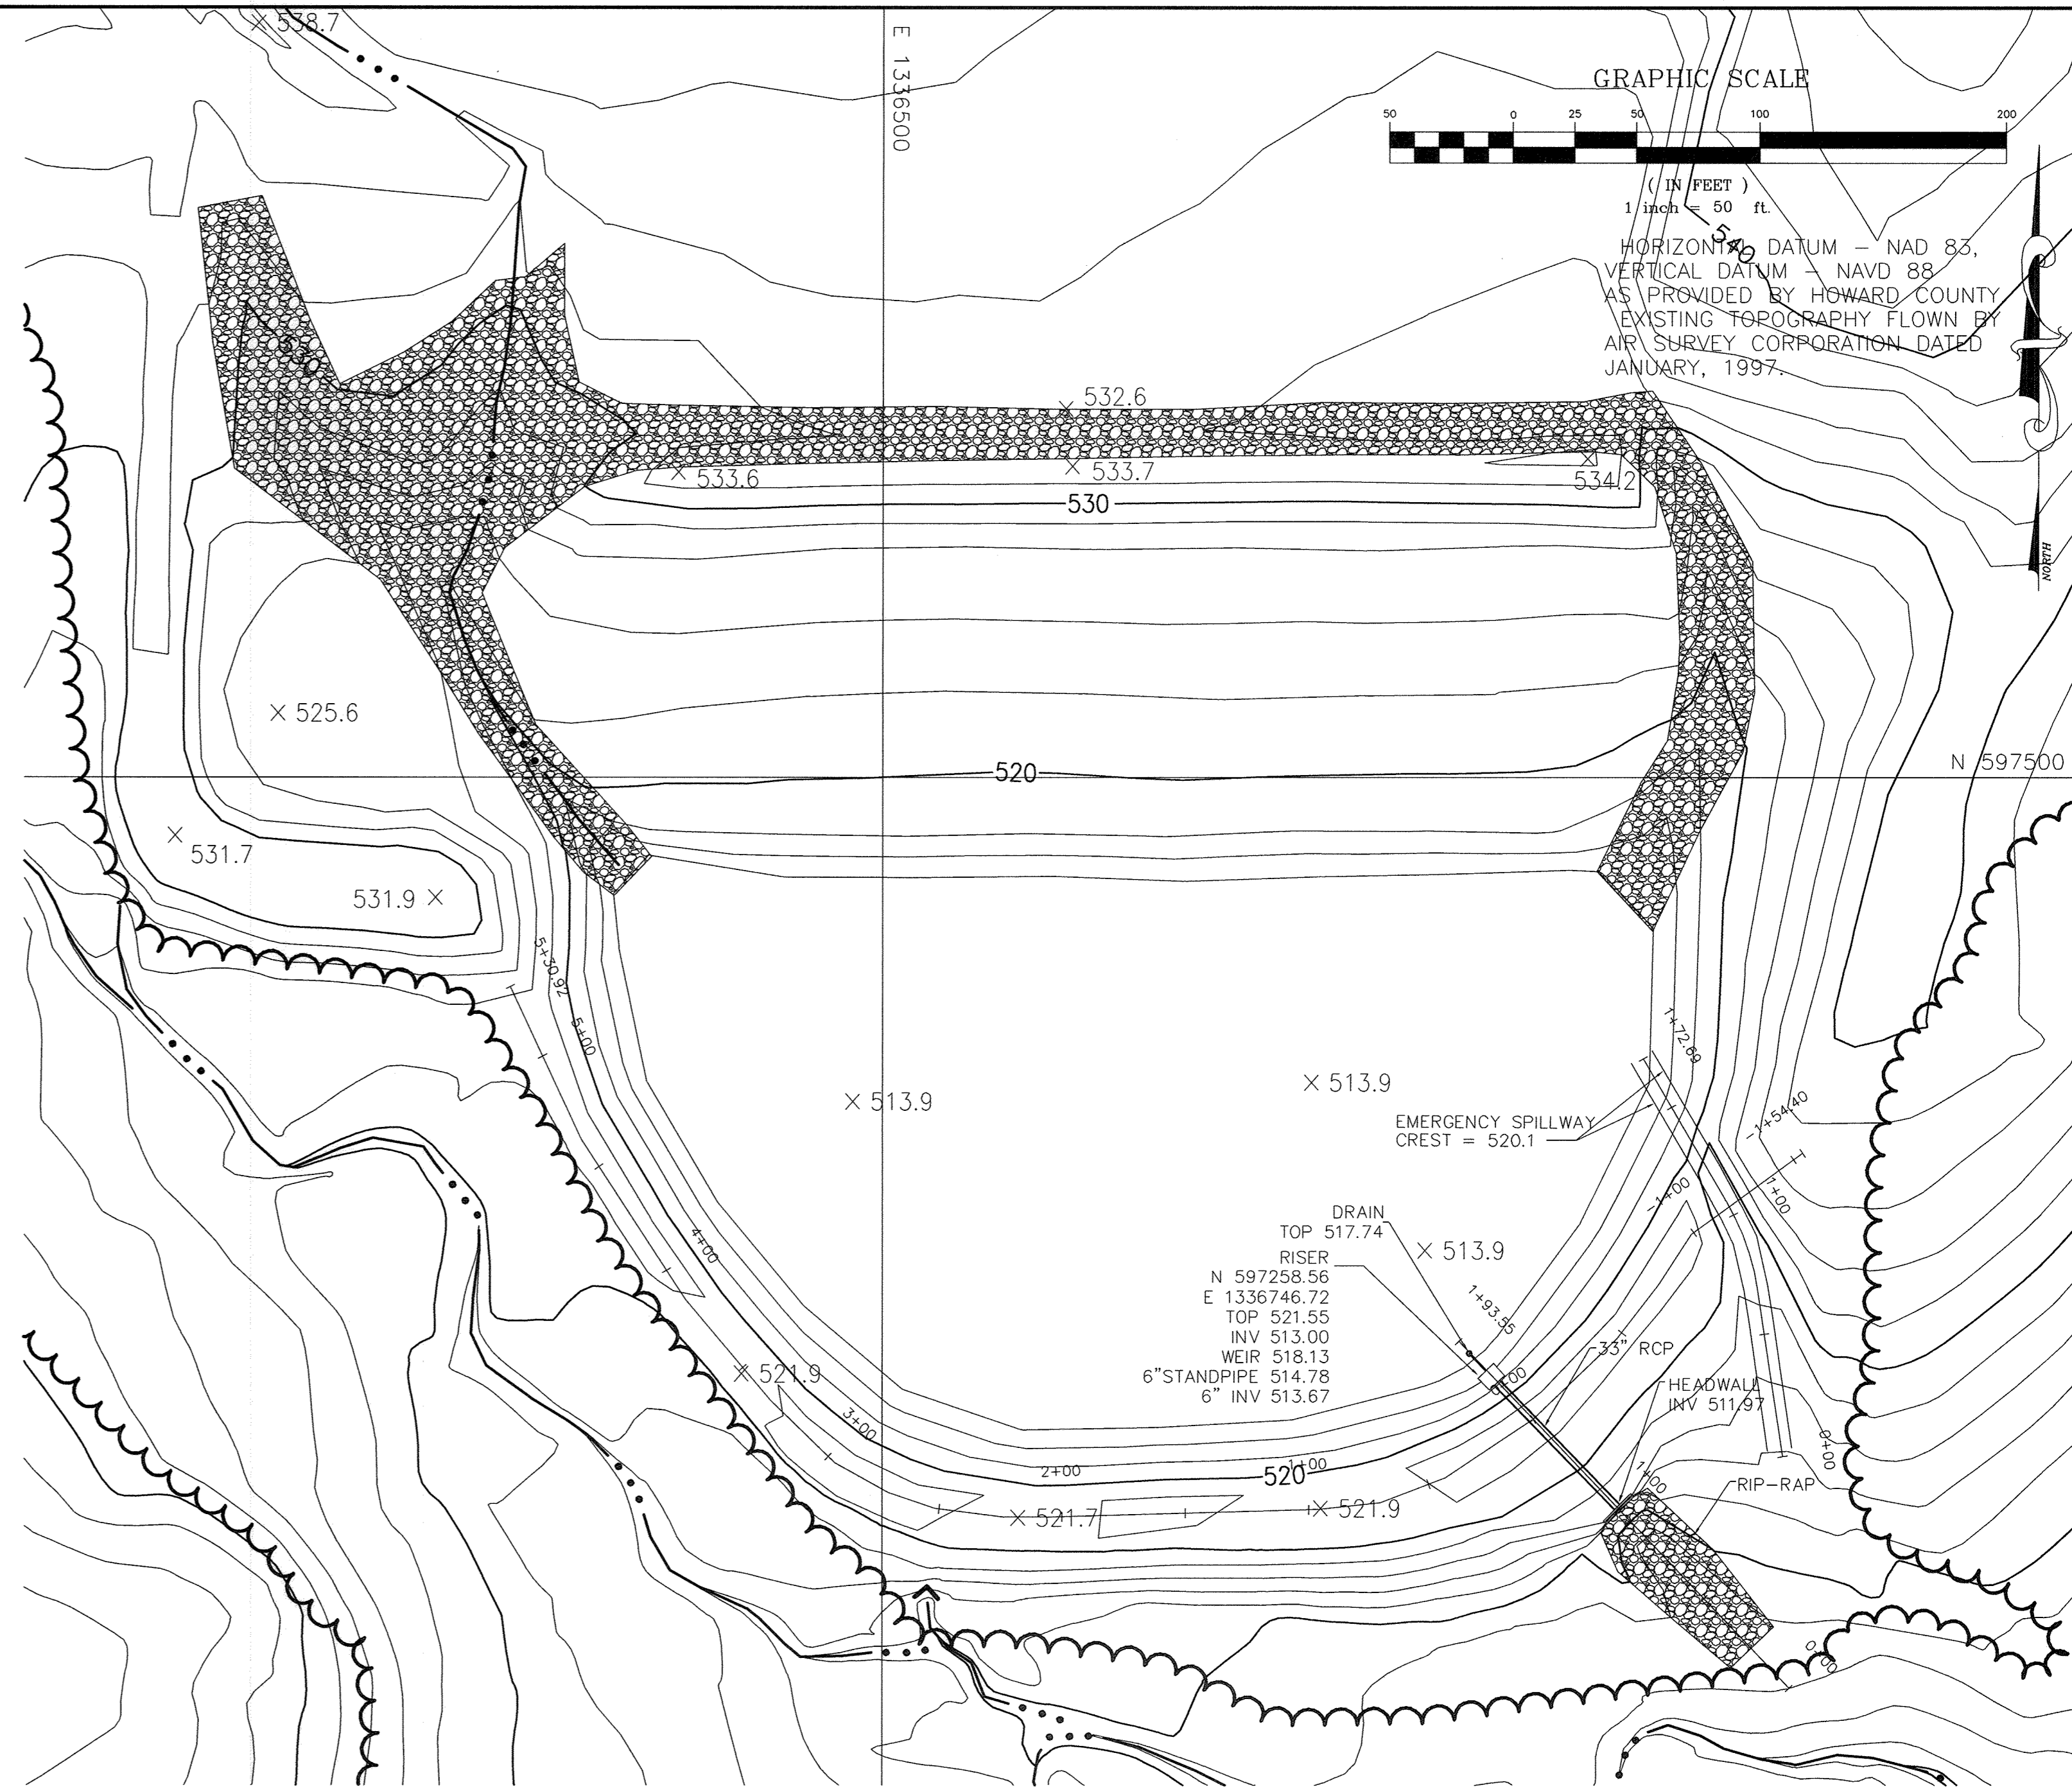 538.7
E 1336500
GRAPHIC SCALE
50 0 25 50 100 200
( IN FEET )
1 inch = 50 ft.
540
HORIZONTAL DATUM – NAD 83,
VERTICAL DATUM – NAVD 88
AS PROVIDED BY HOWARD COUNTY
EXISTING TOPOGRAPHY FLOWN BY
AIR SURVEY CORPORATION DATED
JANUARY, 1997.
NORTH
530
532.6
533.6
533.7
534.2
530
525.6
520
N 597500
531.7
531.9
5+30.92
5+00
1+72.69
513.9
513.9
EMERGENCY SPILLWAY
CREST = 520.1
-1+54.40
-1+00
1+00
4+00
DRAIN
TOP 517.74
513.9
RISER
N 597258.56
E 1336746.72
TOP 521.55
INV 513.00
WEIR 518.13
6"STANDPIPE 514.78
6" INV 513.67
1+93.55
33" RCP
0+00
HEADWALL
INV 511.97
521.9
3+00
2+00
1+00
520
0+00
1+00
RIP-RAP
521.7
521.9
0+00